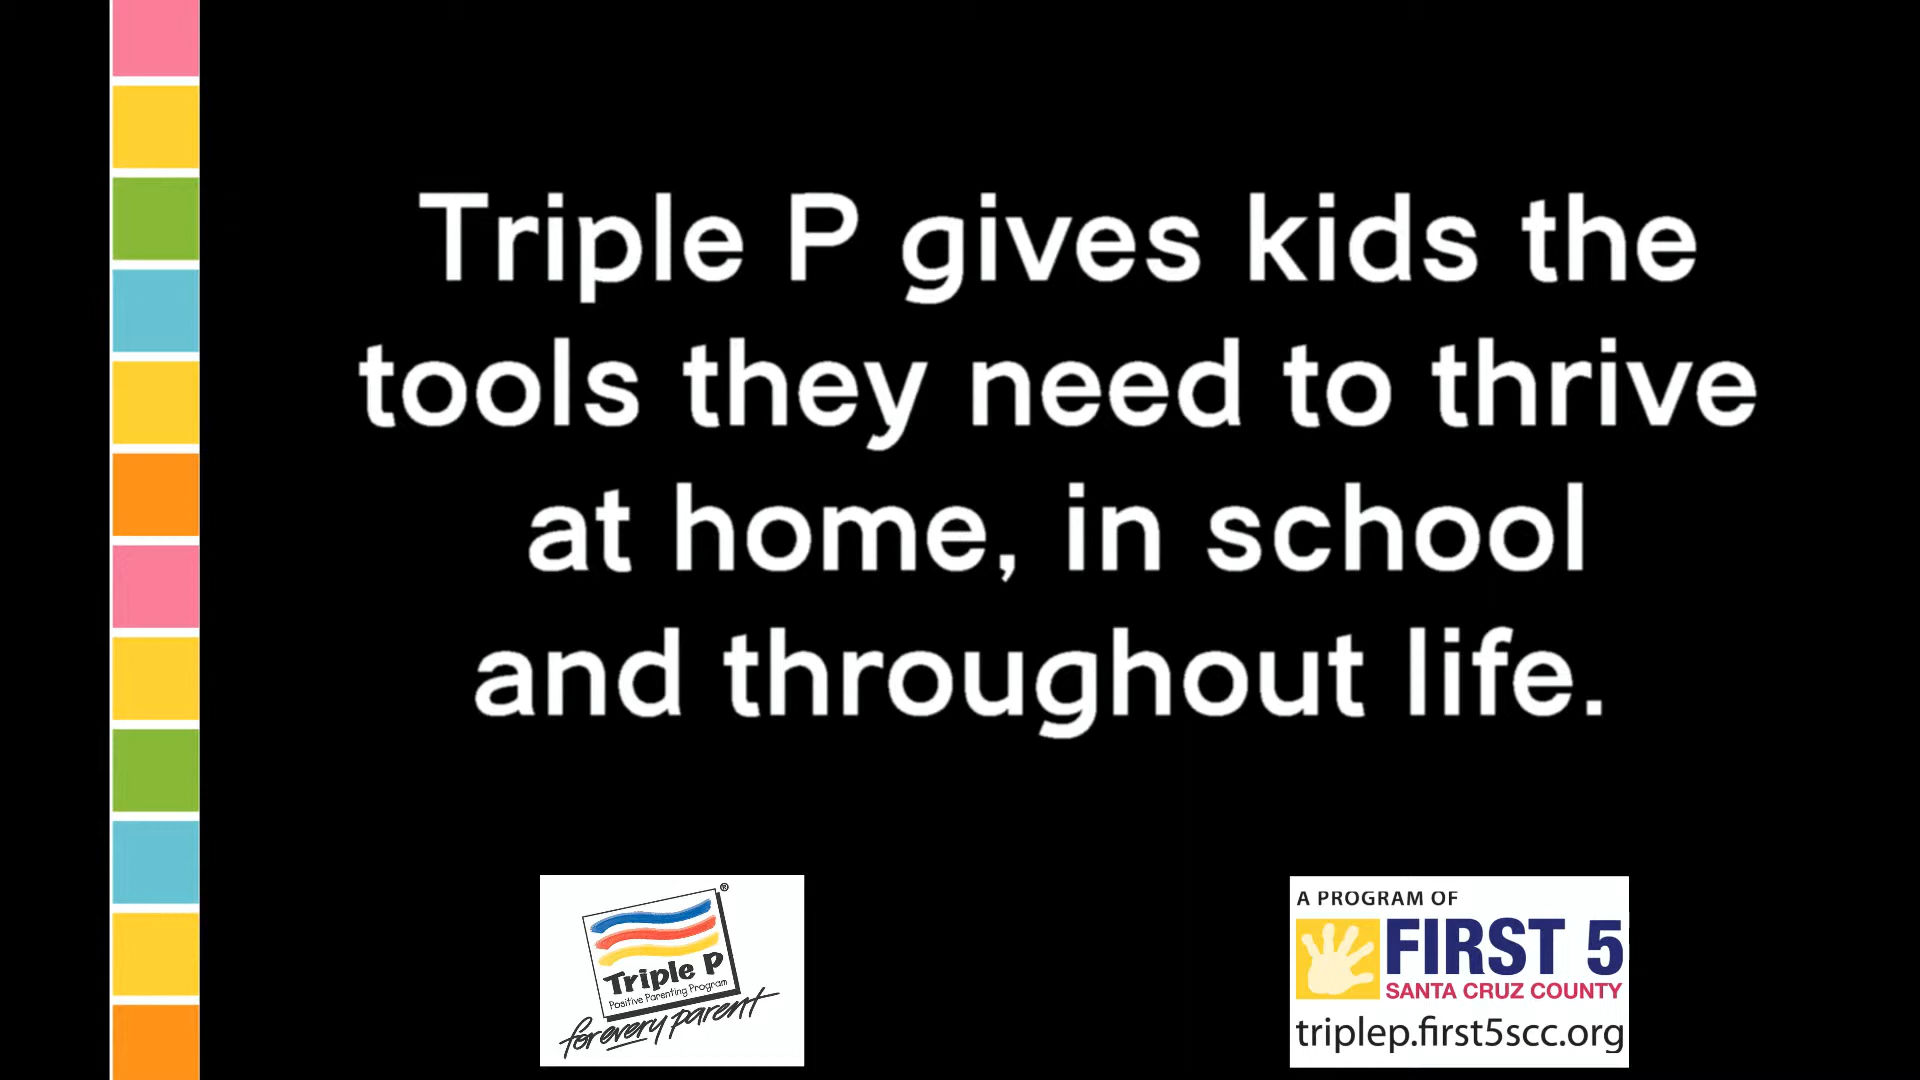 Triple P gives kids the
tools they need to thrive
at home, in school
and throughout life.
®
Triple P
Positive Parenting Program
for every parent
A PROGRAM OF
FIRST 5
SANTA CRUZ COUNTY
triplep.first5scc.org